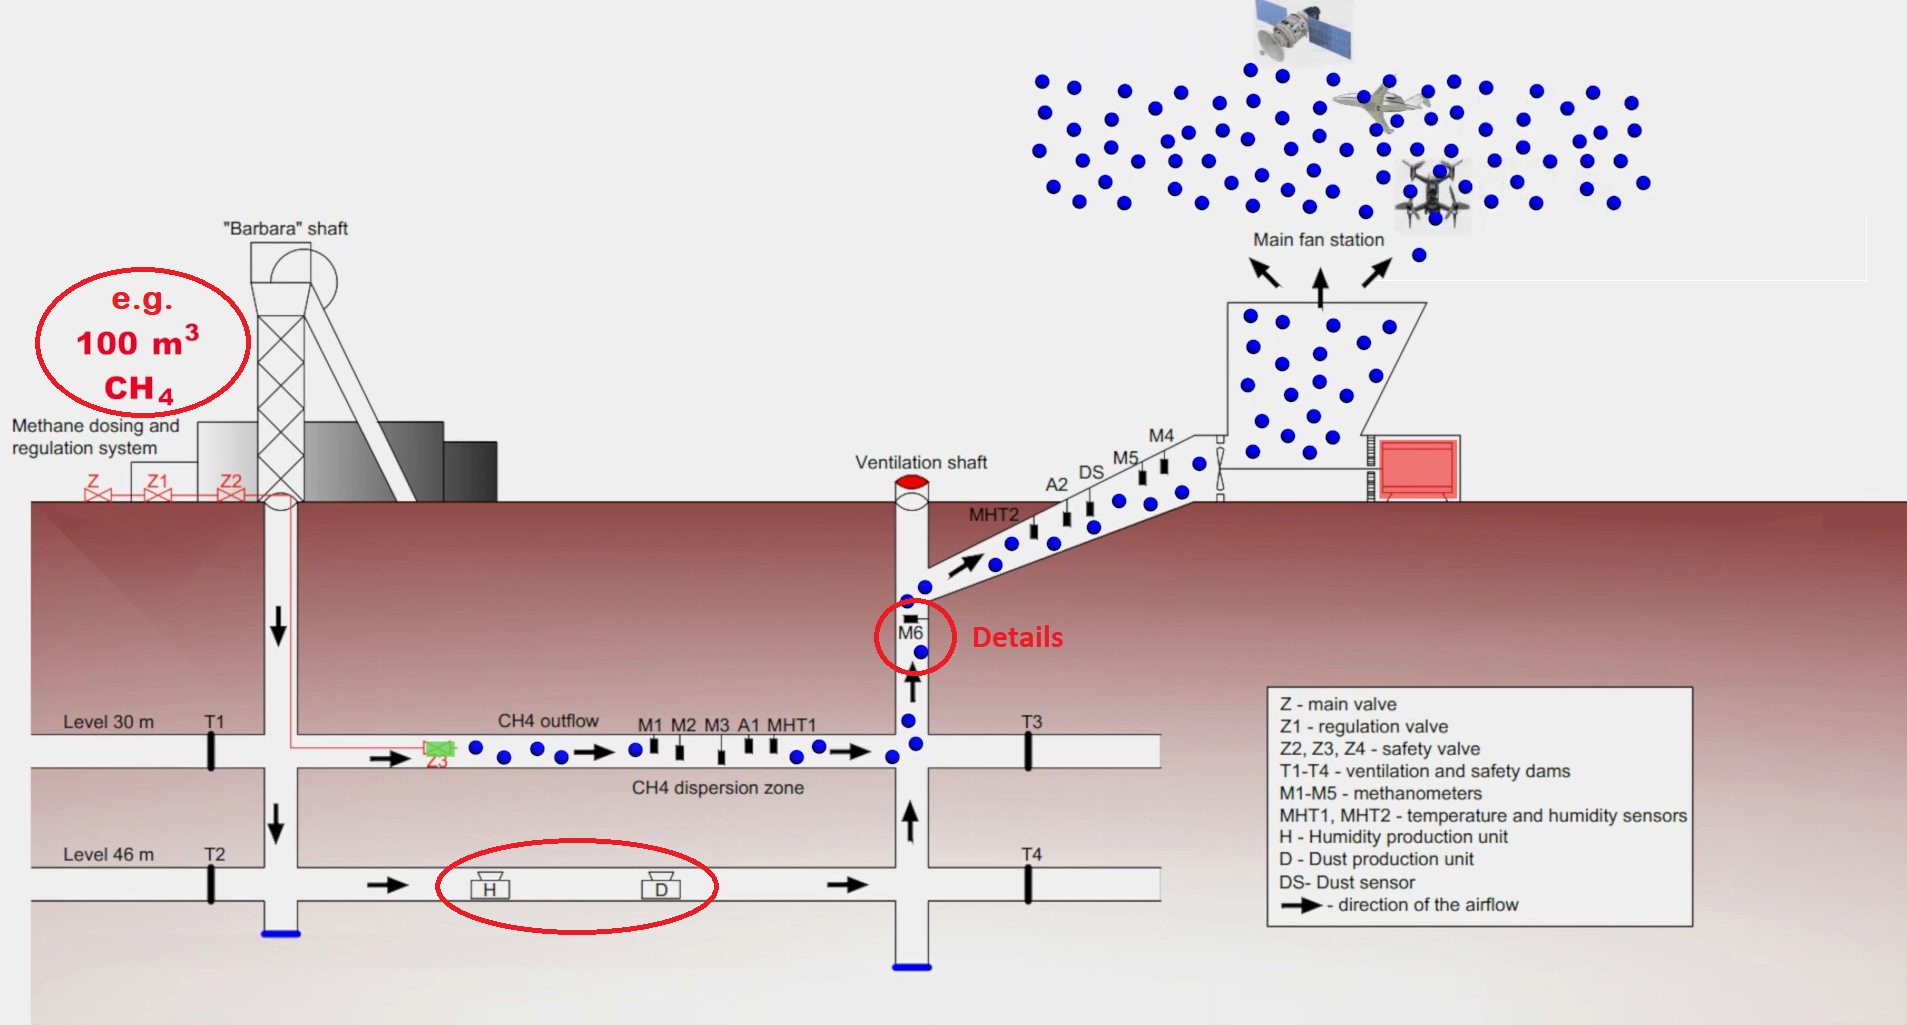 "Barbara" shaft
e.g.
100 m³
CH₄
Methane dosing and
regulation system
Z
Z1
Z2
Main fan station
Ventilation shaft
M4
M5
DS
A2
MHT2
M6
Details
Level 30 m
T1
CH4 outflow
M1
M2
M3
A1
MHT1
Z3
CH4 dispersion zone
T3
Level 46 m
T2
H
D
T4
Z - main valve
Z1 - regulation valve
Z2, Z3, Z4 - safety valve
T1-T4 - ventilation and safety dams
M1-M5 - methanometers
MHT1, MHT2 - temperature and humidity sensors
H - Humidity production unit
D - Dust production unit
DS- Dust sensor
- direction of the airflow